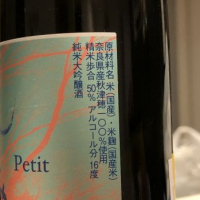 原材料名 米(国産)・米麹(国産米)
奈良県産秋津穂一〇〇%使用
精米歩合50% アルコール分16度
純米大吟醸酒
Petit